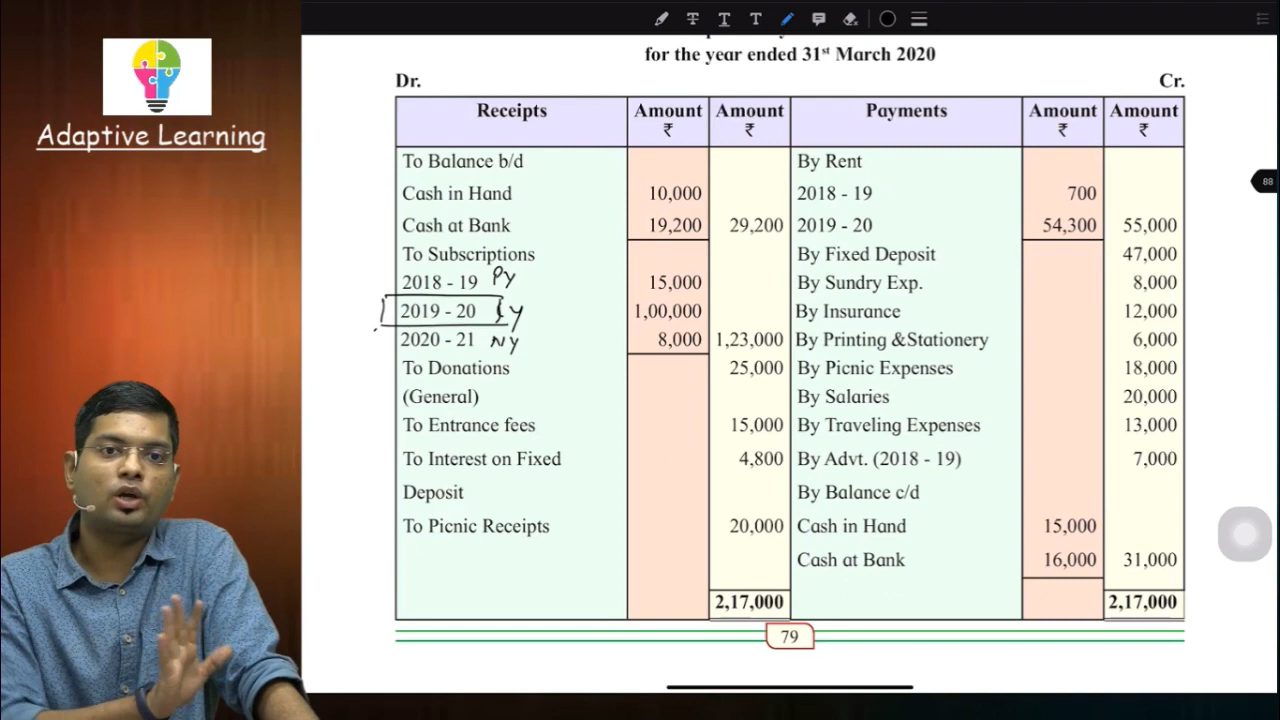 Adaptive Learning
for the year ended 31st March 2020
Dr. Cr.
Receipts Amount ₹ Amount ₹ Payments Amount ₹ Amount ₹
To Balance b/d By Rent
Cash in Hand 10,000 2018 - 19 700
Cash at Bank 19,200 29,200 2019 - 20 54,300 55,000
To Subscriptions By Fixed Deposit 47,000
2018 - 19 Py 15,000 By Sundry Exp. 8,000
2019 - 20 Cy 1,00,000 By Insurance 12,000
2020 - 21 Ny 8,000 1,23,000 By Printing &Stationery 6,000
To Donations 25,000 By Picnic Expenses 18,000
(General) By Salaries 20,000
To Entrance fees 15,000 By Traveling Expenses 13,000
To Interest on Fixed 4,800 By Advt. (2018 - 19) 7,000
Deposit By Balance c/d
To Picnic Receipts 20,000 Cash in Hand 15,000
Cash at Bank 16,000 31,000
2,17,000 2,17,000
79
88